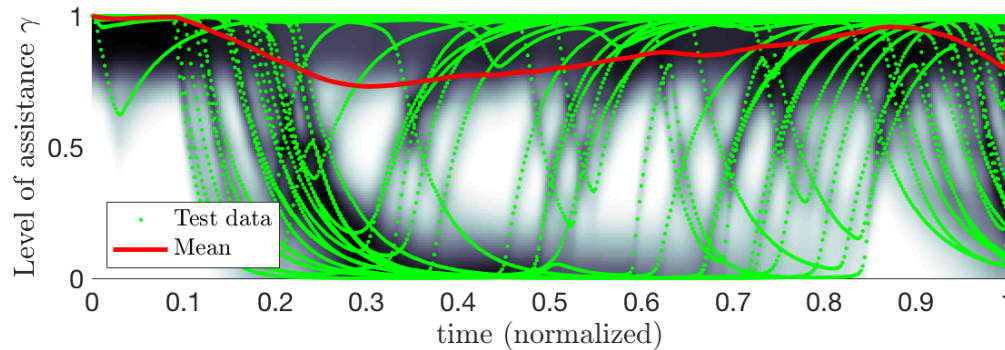 Level of assistance γ
1
0.5
0
Test data
Mean
0 0.1 0.2 0.3 0.4 0.5 0.6 0.7 0.8 0.9 1
time (normalized)